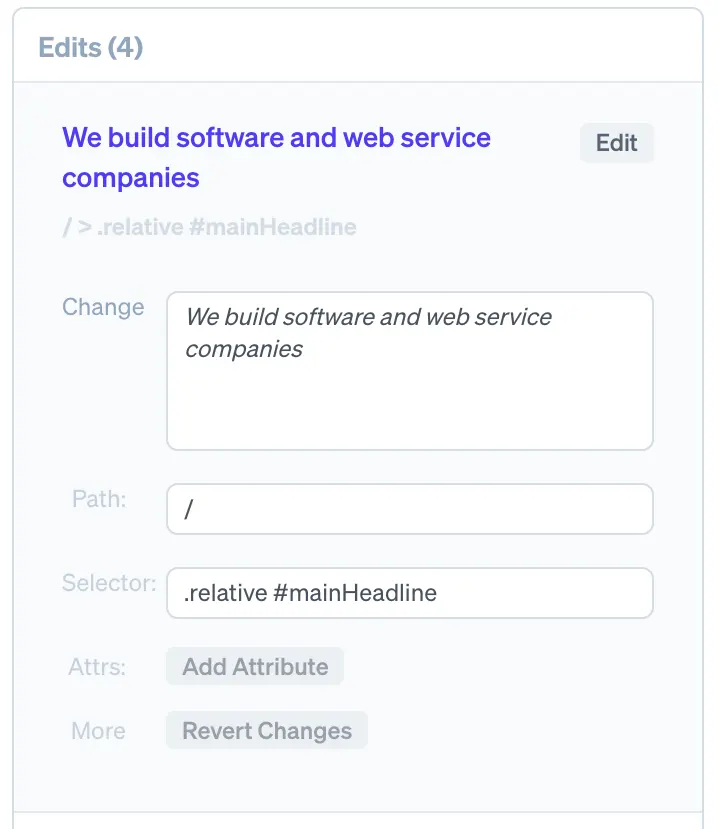 Edits (4)
We build software and web service
companies
Edit
/ > .relative #mainHeadline
Change
We build software and web service
companies
Path:
/
Selector:
.relative #mainHeadline
Attrs:
Add Attribute
More
Revert Changes